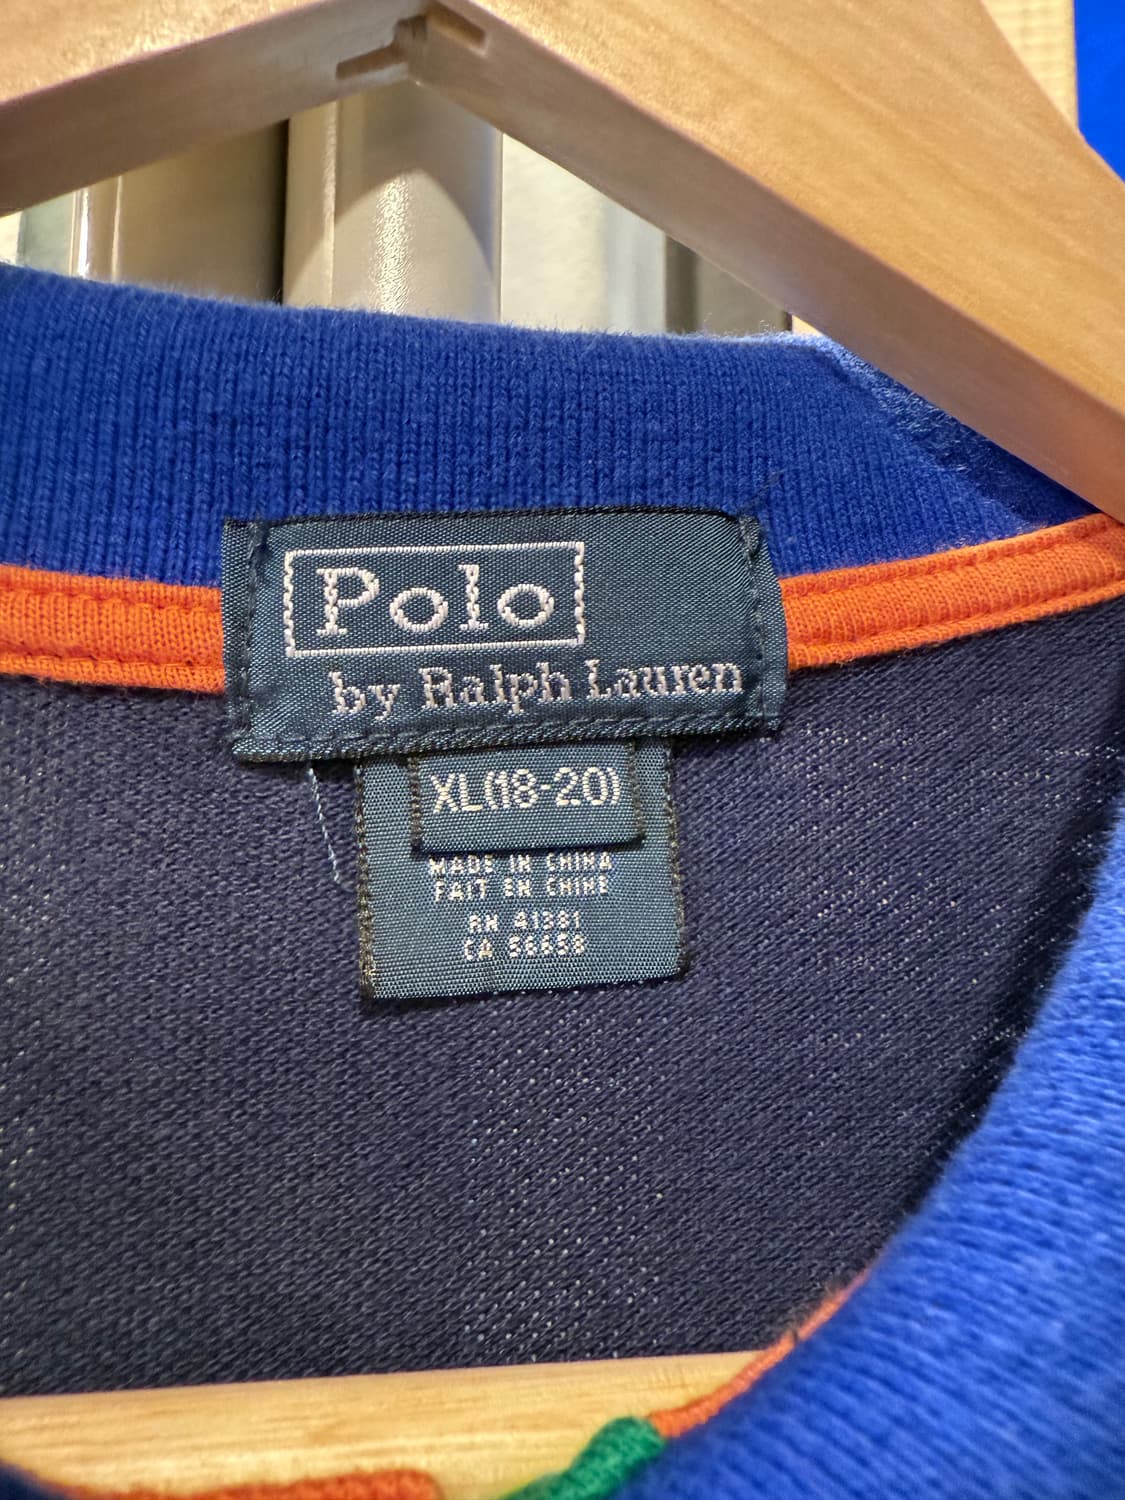 Polo
by Ralph Lauren
XL(18-20)
MADE IN CHINA
FAIT EN CHINE
RN 41381
CA 56658